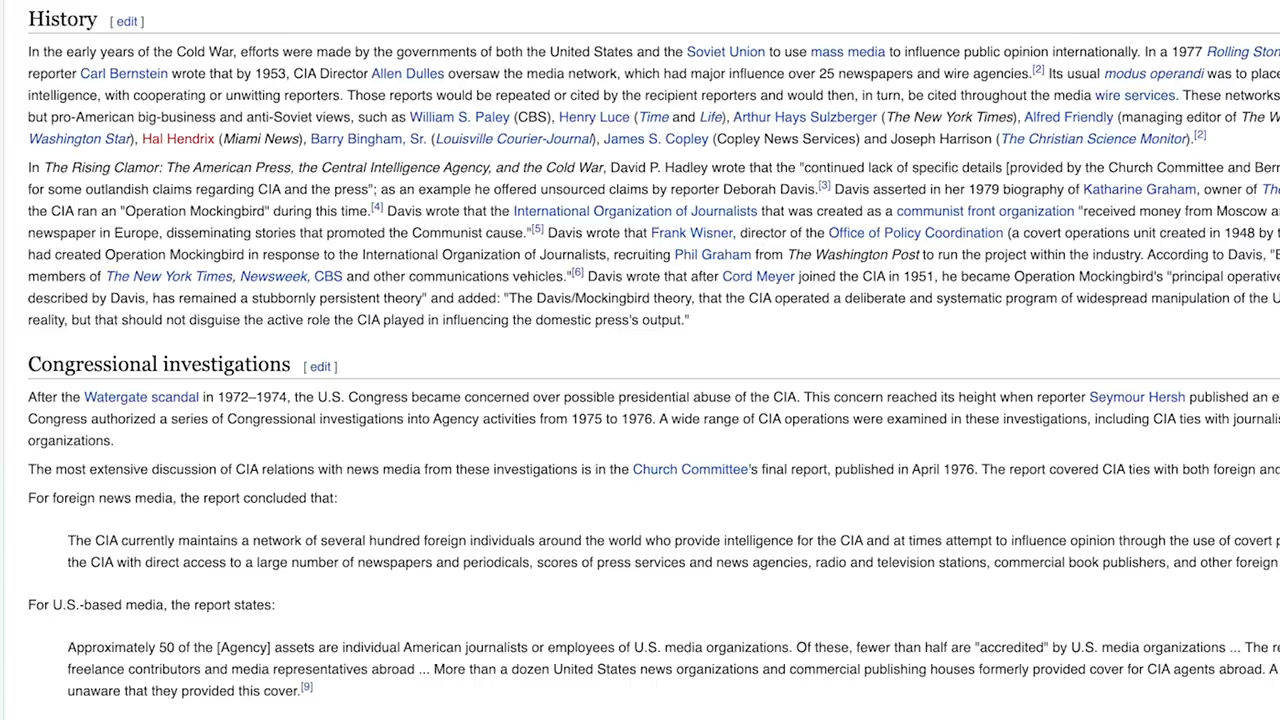 History [ edit ]
In the early years of the Cold War, efforts were made by the governments of both the United States and the Soviet Union to use mass media to influence public opinion internationally. In a 1977 Rolling Ston
reporter Carl Bernstein wrote that by 1953, CIA Director Allen Dulles oversaw the media network, which had major influence over 25 newspapers and wire agencies.[2] Its usual modus operandi was to place
intelligence, with cooperating or unwitting reporters. Those reports would be repeated or cited by the recipient reporters and would then, in turn, be cited throughout the media wire services. These networks
but pro-American big-business and anti-Soviet views, such as William S. Paley (CBS), Henry Luce (Time and Life), Arthur Hays Sulzberger (The New York Times), Alfred Friendly (managing editor of The W
Washington Star), Hal Hendrix (Miami News), Barry Bingham, Sr. (Louisville Courier-Journal), James S. Copley (Copley News Services) and Joseph Harrison (The Christian Science Monitor).[2]
In The Rising Clamor: The American Press, the Central Intelligence Agency, and the Cold War, David P. Hadley wrote that the "continued lack of specific details [provided by the Church Committee and Bern
for some outlandish claims regarding CIA and the press"; as an example he offered unsourced claims by reporter Deborah Davis.[3] Davis asserted in her 1979 biography of Katharine Graham, owner of The
the CIA ran an "Operation Mockingbird" during this time.[4] Davis wrote that the International Organization of Journalists that was created as a communist front organization "received money from Moscow a
newspaper in Europe, disseminating stories that promoted the Communist cause."[5] Davis wrote that Frank Wisner, director of the Office of Policy Coordination (a covert operations unit created in 1948 by t
had created Operation Mockingbird in response to the International Organization of Journalists, recruiting Phil Graham from The Washington Post to run the project within the industry. According to Davis, "B
members of The New York Times, Newsweek, CBS and other communications vehicles."[6] Davis wrote that after Cord Meyer joined the CIA in 1951, he became Operation Mockingbird's "principal operative
described by Davis, has remained a stubbornly persistent theory" and added: "The Davis/Mockingbird theory, that the CIA operated a deliberate and systematic program of widespread manipulation of the U
reality, but that should not disguise the active role the CIA played in influencing the domestic press's output."
Congressional investigations [ edit ]
After the Watergate scandal in 1972–1974, the U.S. Congress became concerned over possible presidential abuse of the CIA. This concern reached its height when reporter Seymour Hersh published an e
Congress authorized a series of Congressional investigations into Agency activities from 1975 to 1976. A wide range of CIA operations were examined in these investigations, including CIA ties with journalis
organizations.
The most extensive discussion of CIA relations with news media from these investigations is in the Church Committee's final report, published in April 1976. The report covered CIA ties with both foreign and
For foreign news media, the report concluded that:
The CIA currently maintains a network of several hundred foreign individuals around the world who provide intelligence for the CIA and at times attempt to influence opinion through the use of covert p
the CIA with direct access to a large number of newspapers and periodicals, scores of press services and news agencies, radio and television stations, commercial book publishers, and other foreign
For U.S.-based media, the report states:
Approximately 50 of the [Agency] assets are individual American journalists or employees of U.S. media organizations. Of these, fewer than half are "accredited" by U.S. media organizations ... The re
freelance contributors and media representatives abroad ... More than a dozen United States news organizations and commercial publishing houses formerly provided cover for CIA agents abroad. A
unaware that they provided this cover.[9]